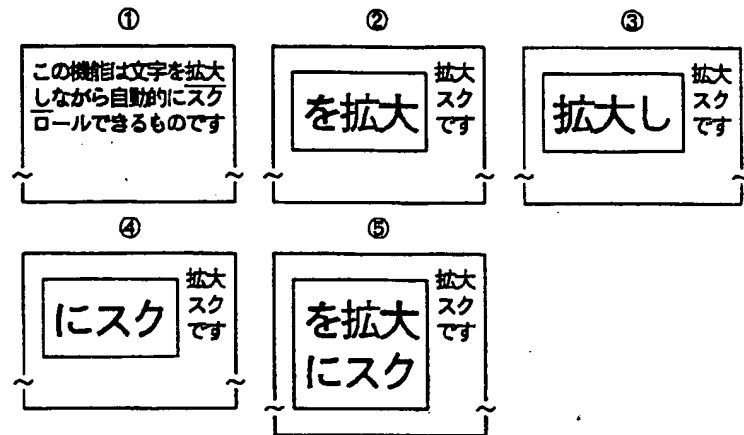 ①
この機能は文字を拡大
しながら自動的にスク
ロールできるものです
②
を拡大
拡大
スク
です
③
拡大し
拡大
スク
です
④
にスク
拡大
スク
です
⑤
を拡大
にスク
拡大
スク
です